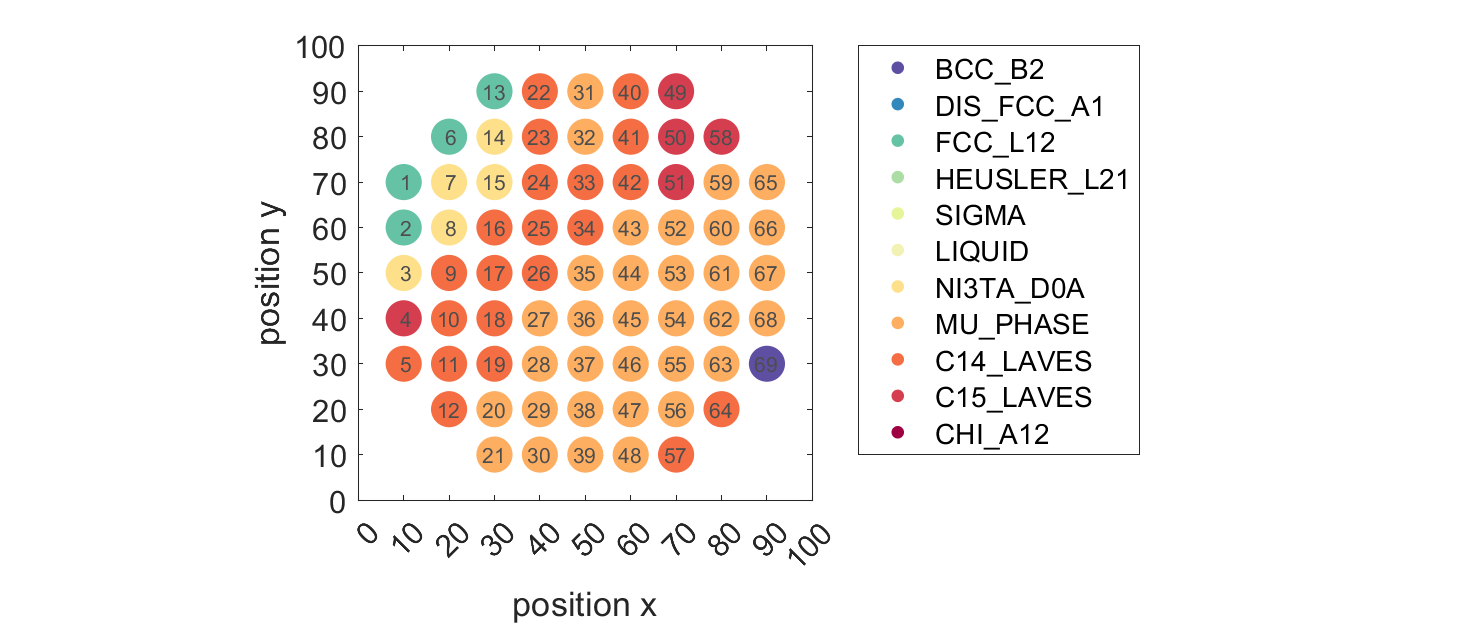 100
90
80
70
60
50
40
30
20
10
0
position y
13 22 31 40 49
6 14 23 32 41 50 58
1 7 15 24 33 42 51 59 65
2 8 16 25 34 43 52 60 66
3 9 17 26 35 44 53 61 67
4 10 18 27 36 45 54 62 68
5 11 19 28 37 46 55 63 69
12 20 29 38 47 56 64
21 30 39 48 57
0 10 20 30 40 50 60 70 80 90 100
position x
BCC_B2
DIS_FCC_A1
FCC_L12
HEUSLER_L21
SIGMA
LIQUID
NI3TA_D0A
MU_PHASE
C14_LAVES
C15_LAVES
CHI_A12